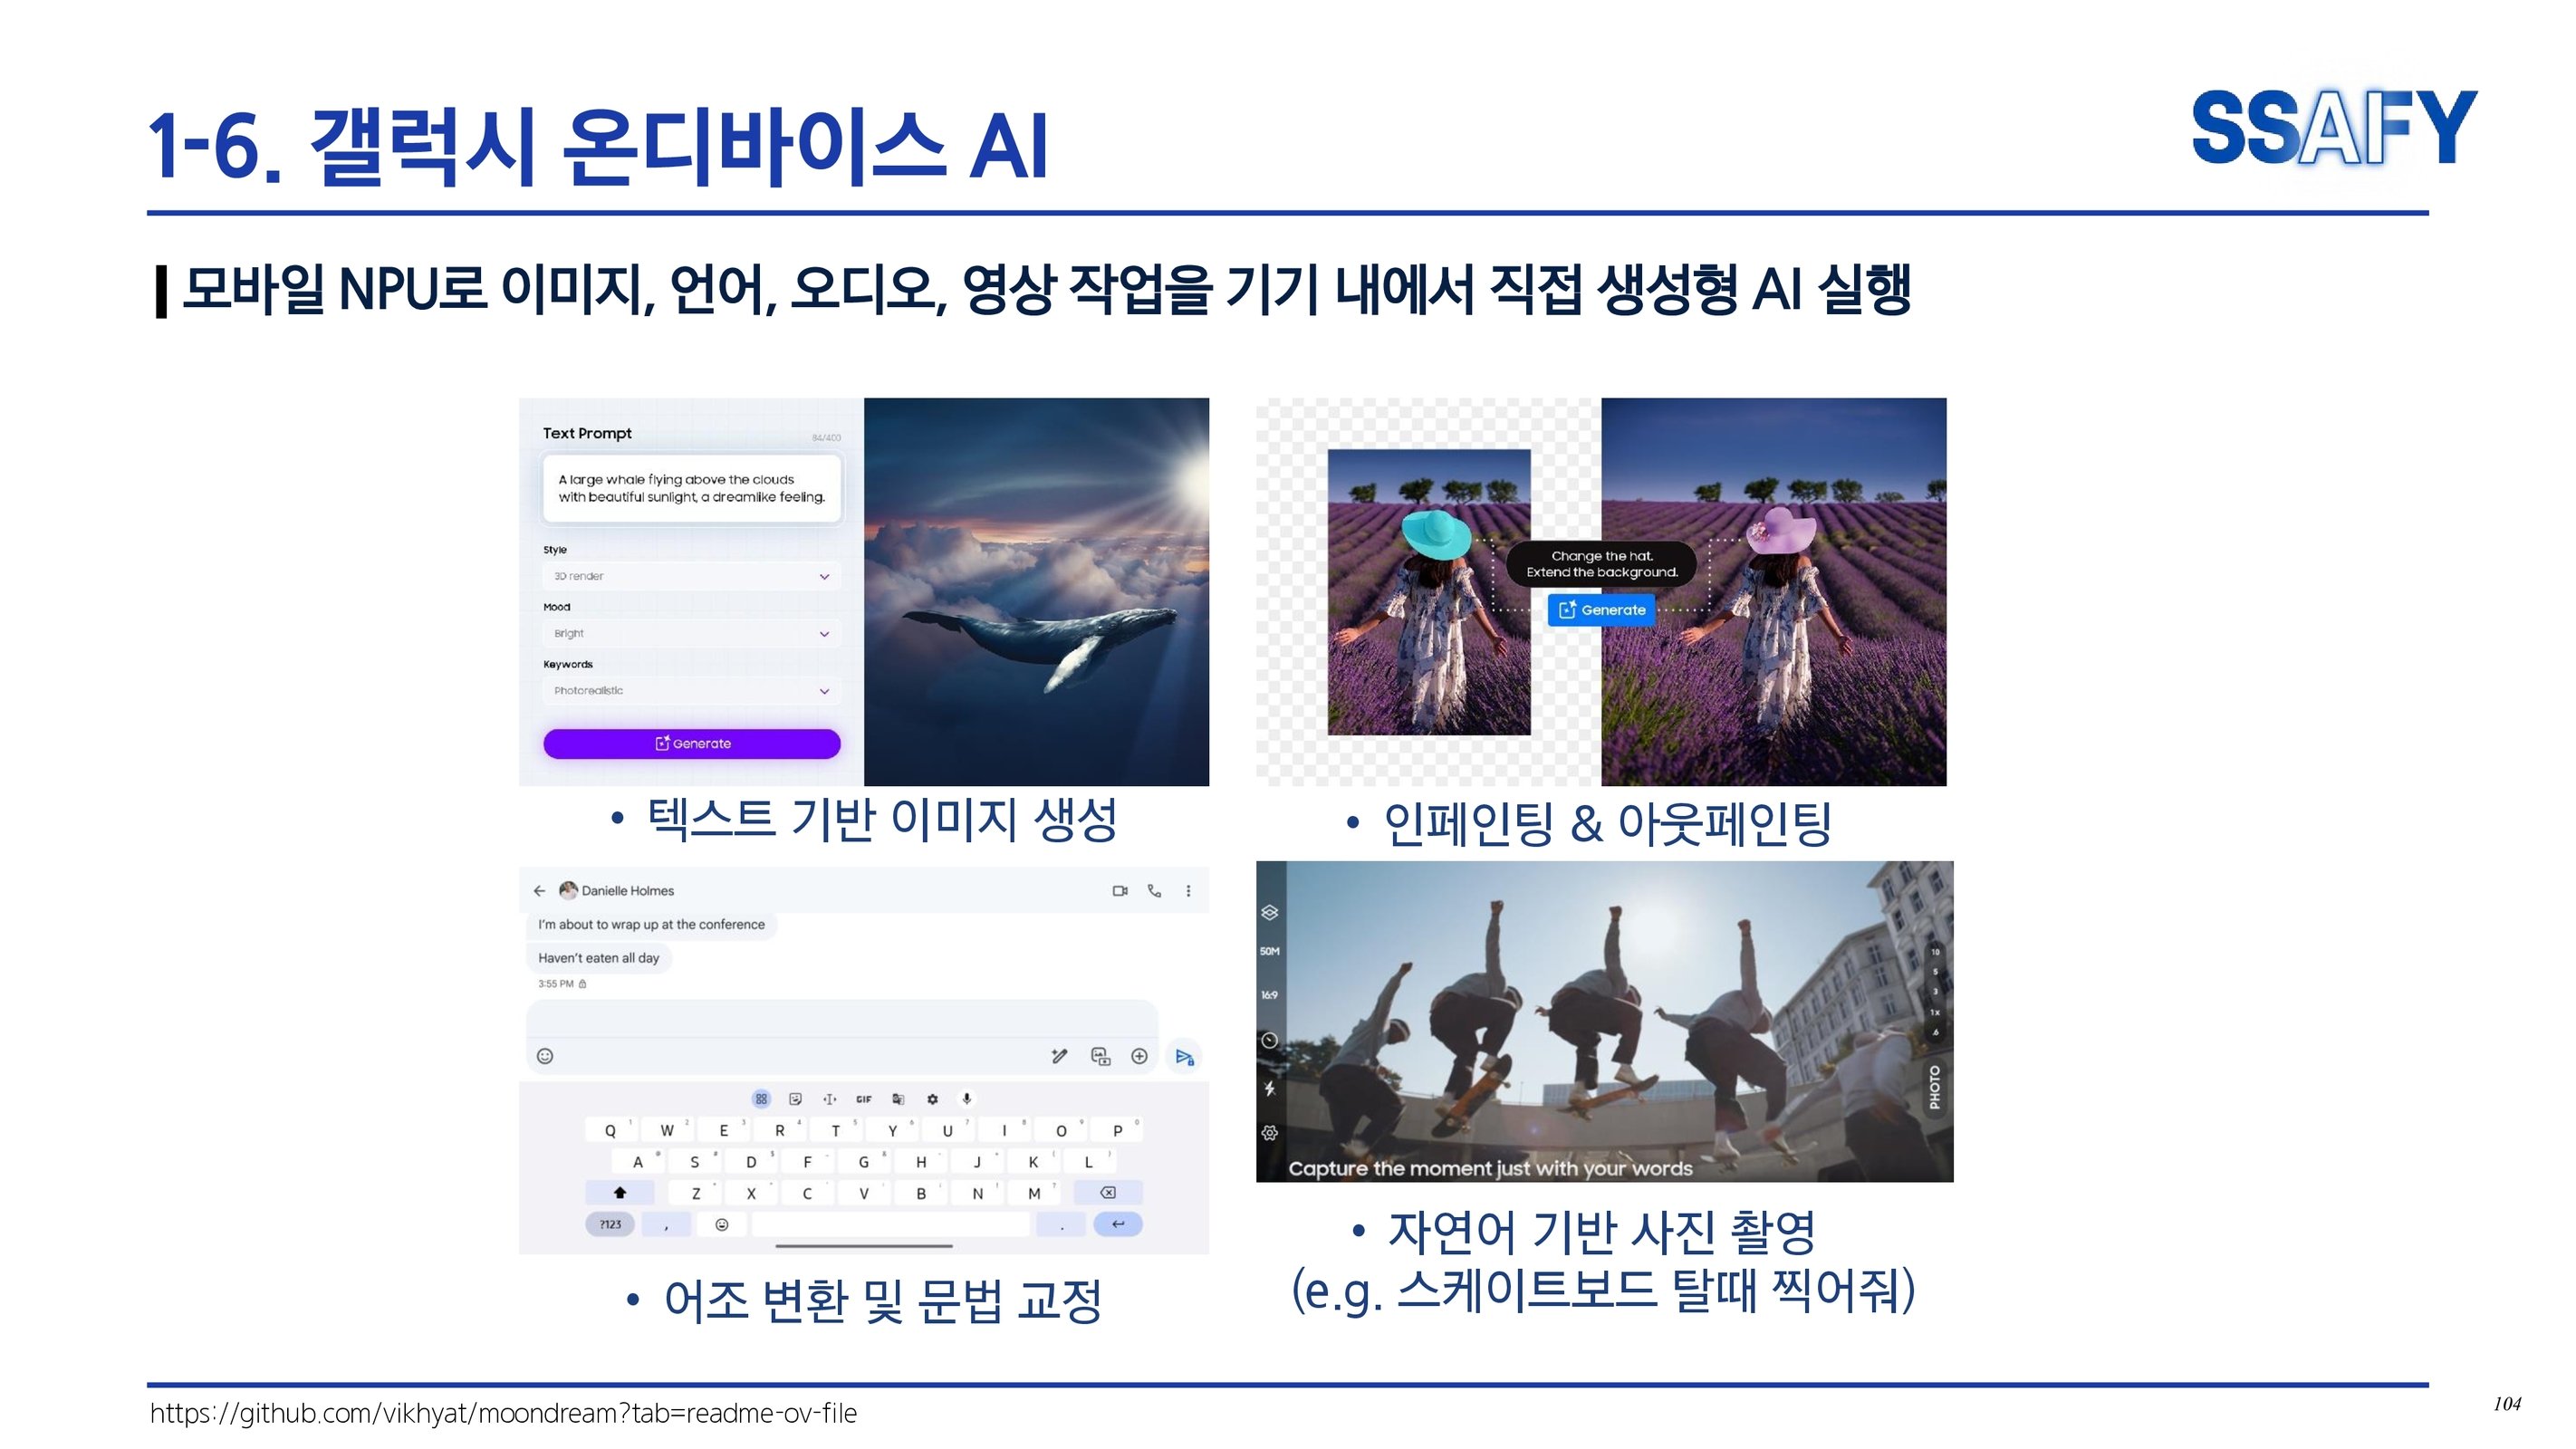 1-6. 갤럭시 온디바이스 AI
SSAFY
모바일 NPU로 이미지, 언어, 오디오, 영상 작업을 기기 내에서 직접 생성형 AI 실행
Text Prompt
84/400
A large whale flying above the clouds
with beautiful sunlight, a dreamlike feeling.
Style
3D render
Mood
Bright
Keywords
Photorealistic
Generate
Change the hat.
Extend the background.
Generate
• 텍스트 기반 이미지 생성
• 인페인팅 & 아웃페인팅
Danielle Holmes
I'm about to wrap up at the conference
Haven't eaten all day
3:55 PM
GIF
Q W E R T Y U I O P
A S D F G H J K L
Z X C V B N M
?123 , .
50M
16:9
10
5
3
1x
.6
PHOTO
Capture the moment just with your words
• 어조 변환 및 문법 교정
• 자연어 기반 사진 촬영
(e.g. 스케이트보드 탈때 찍어줘)
https://github.com/vikhyat/moondream?tab=readme-ov-file
104